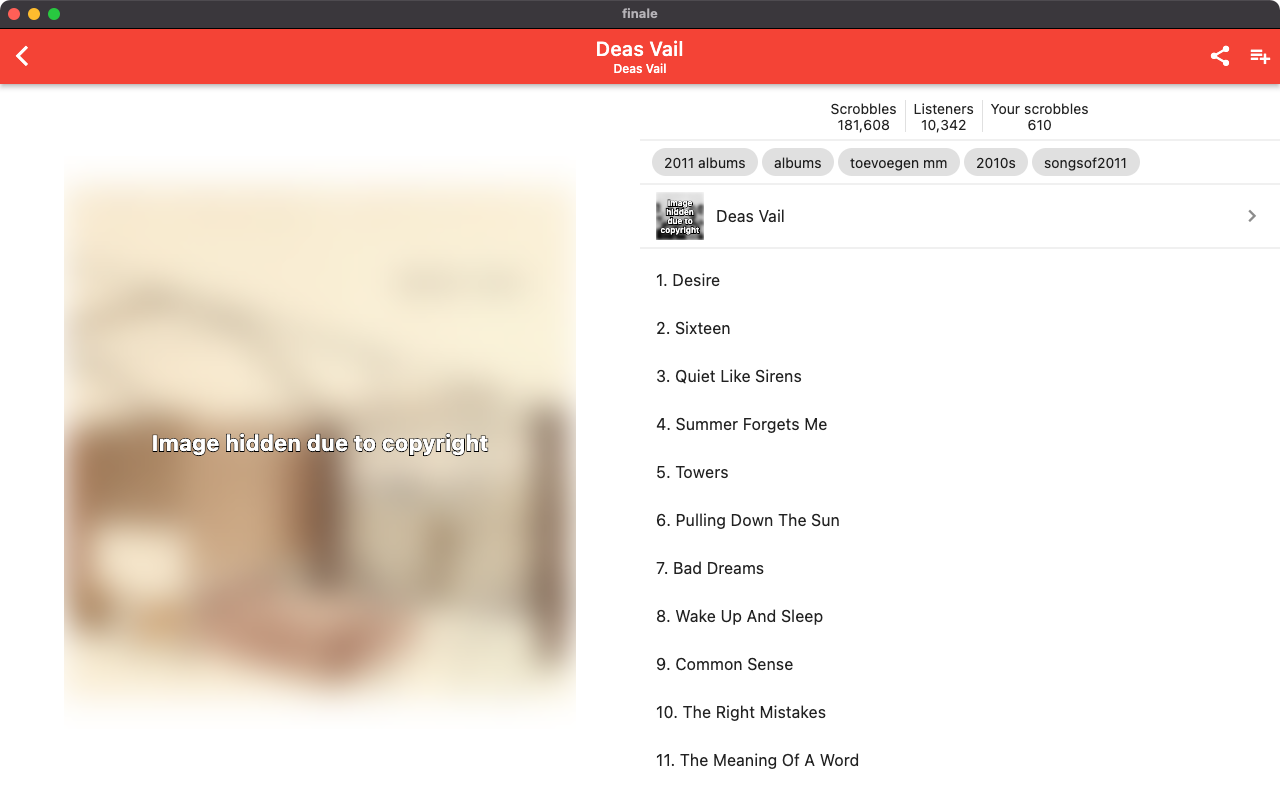 finale
Deas Vail
Deas Vail
Scrobbles Listeners Your scrobbles
181,608 10,342 610
2011 albums albums toevoegen mm 2010s songsof2011
Image
hidden
due to
copyright
Deas Vail
1. Desire
2. Sixteen
3. Quiet Like Sirens
4. Summer Forgets Me
Image hidden due to copyright
5. Towers
6. Pulling Down The Sun
7. Bad Dreams
8. Wake Up And Sleep
9. Common Sense
10. The Right Mistakes
11. The Meaning Of A Word